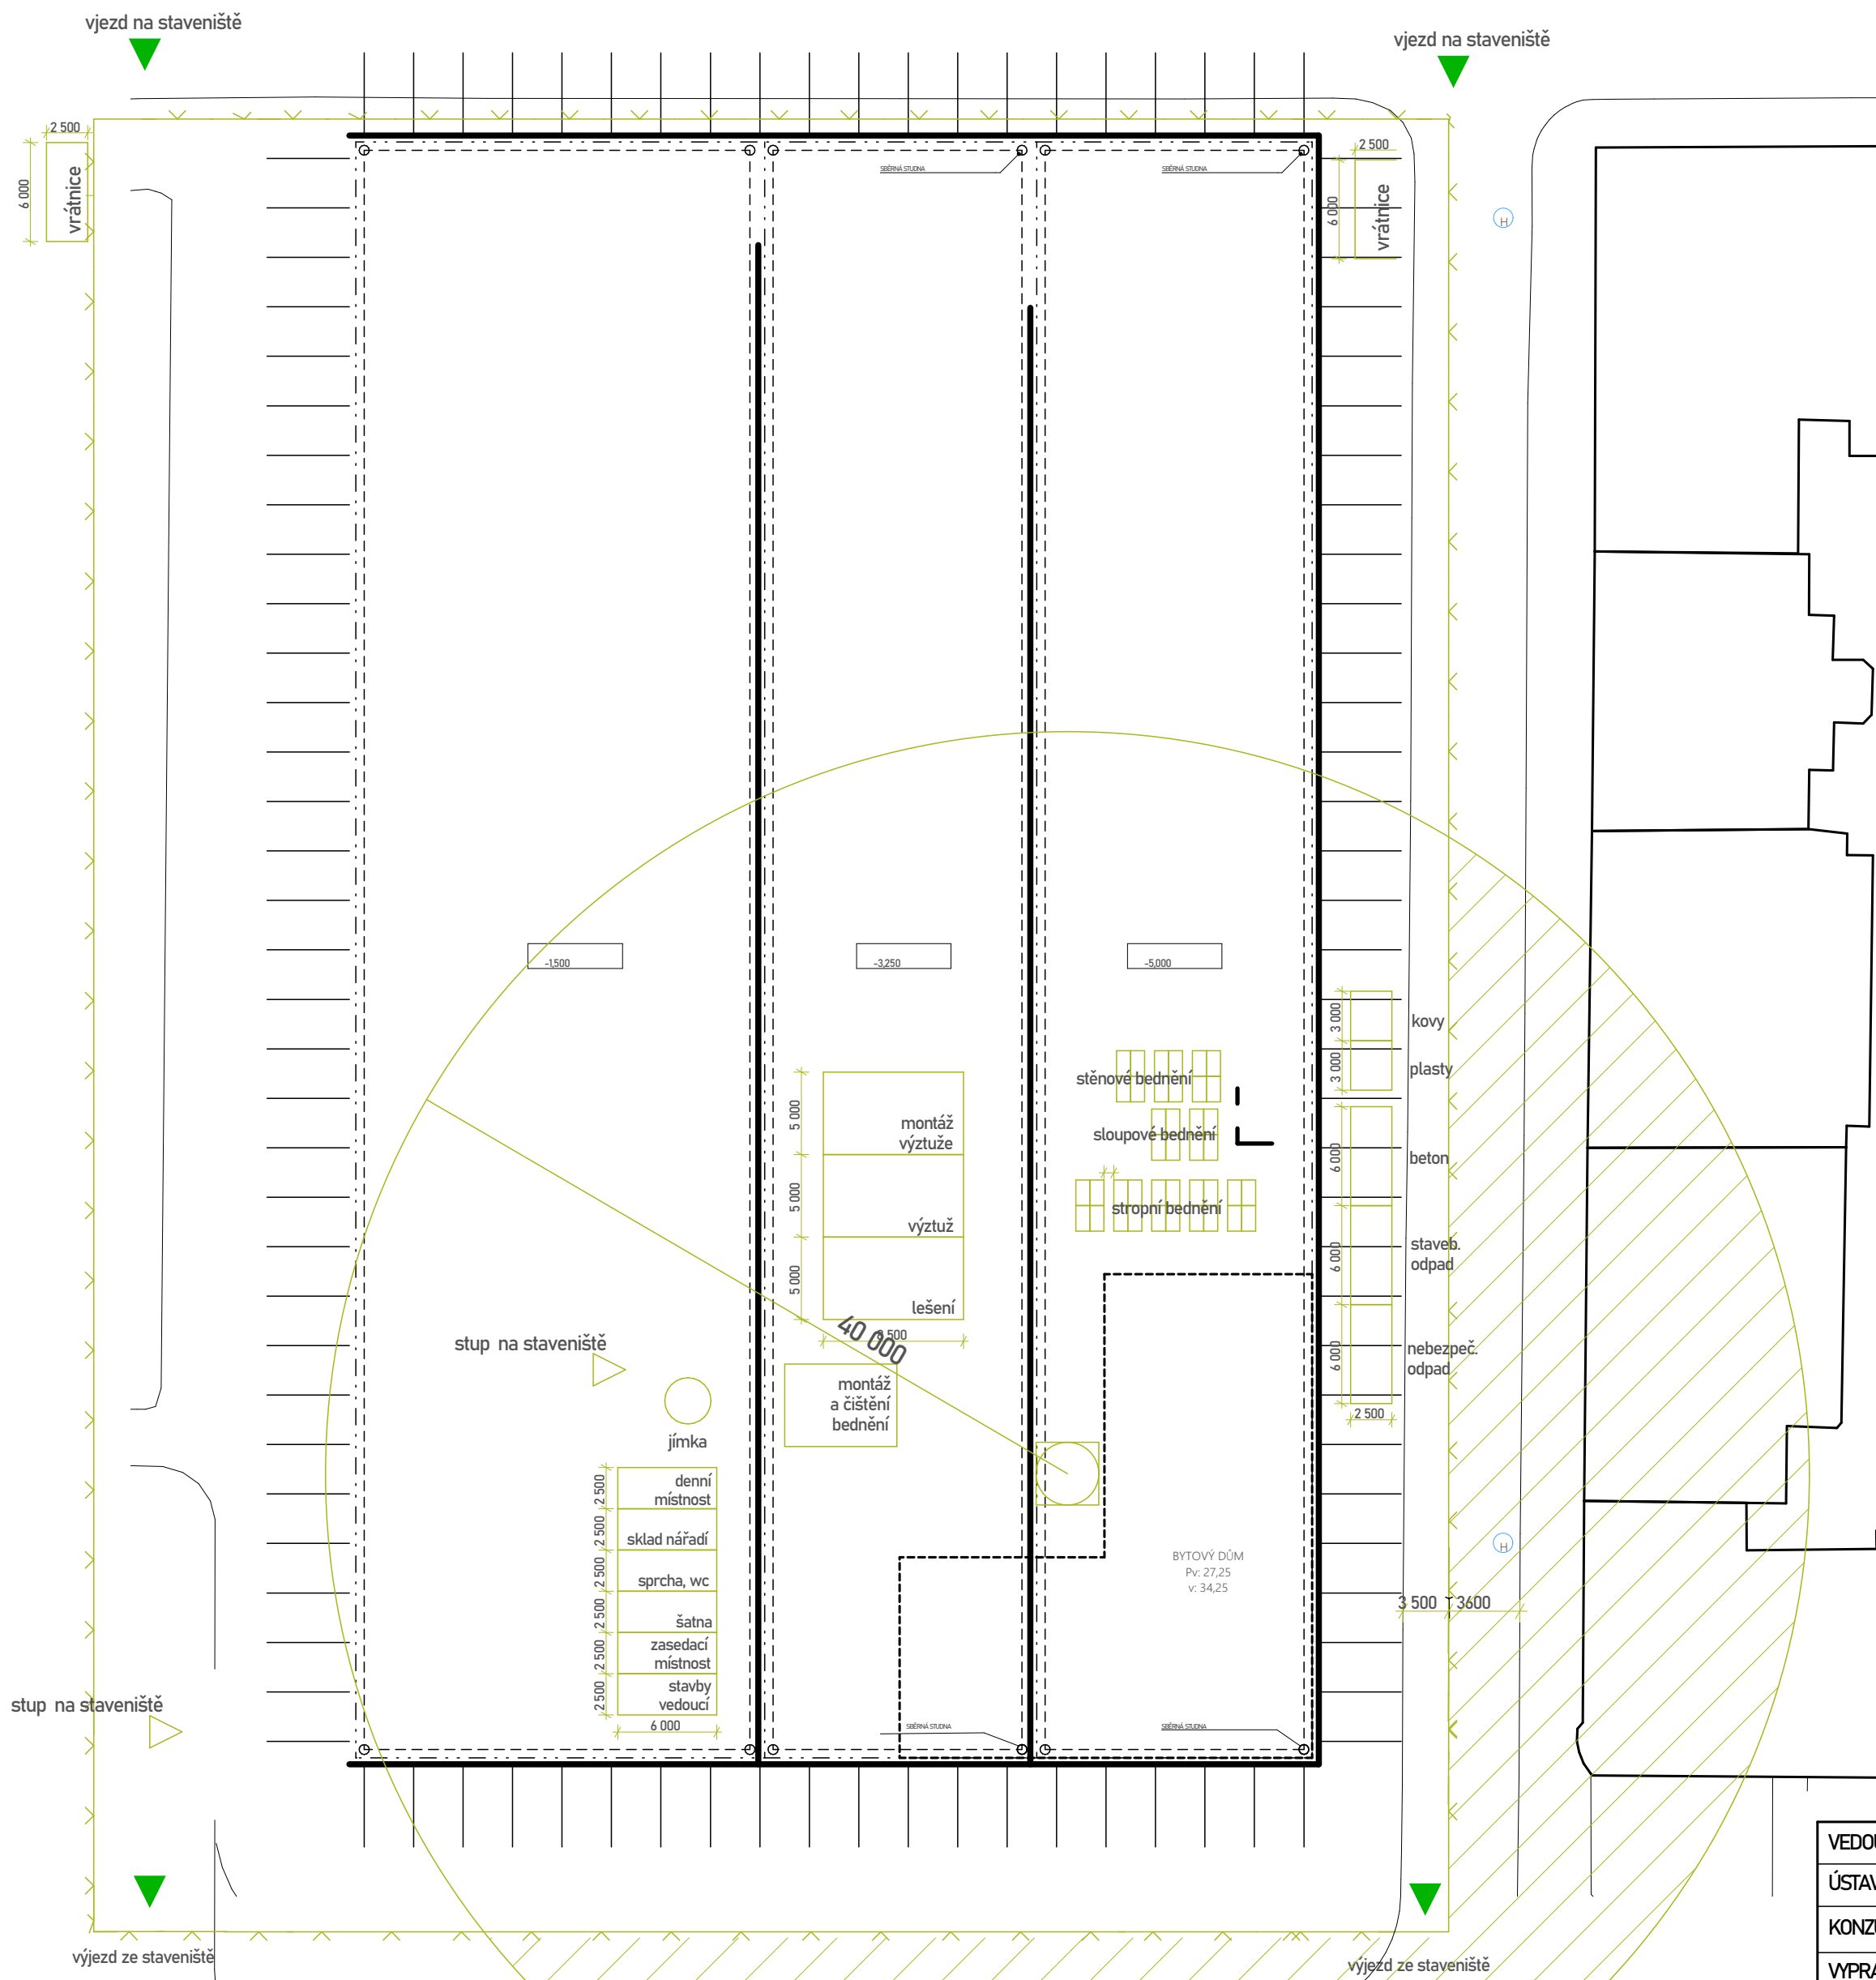 vjezd na staveniště
vjezd na staveniště
2 500
6 000
vrátnice
SBĚRNÁ STUDNA
SBĚRNÁ STUDNA
2 500
6 000
vrátnice
H
-1,500
-3,250
-5,000
3 000
kovy
3 000
plasty
stěnové bednění
sloupové bednění
stropní bednění
5 000
montáž
výztuže
5 000
výztuž
5 000
lešení
8 500
40 000
6 000
beton
6 000
staveb.
odpad
6 000
nebezpeč.
odpad
2 500
stup na staveniště
jímka
montáž
a čištění
bednění
2 500
denní
místnost
2 500
sklad nářadí
2 500
sprcha, wc
2 500
šatna
2 500
zasedací
místnost
2 500
stavby
vedoucí
6 000
BYTOVÝ DŮM
Pv: 27,25
v: 34,25
H
3 500
3600
stup na staveniště
SBĚRNÁ STUDNA
SBĚRNÁ STUDNA
výjezd ze staveniště
výjezd ze staveniště
VEDOU
ÚSTAV
KONZU
VYPRA